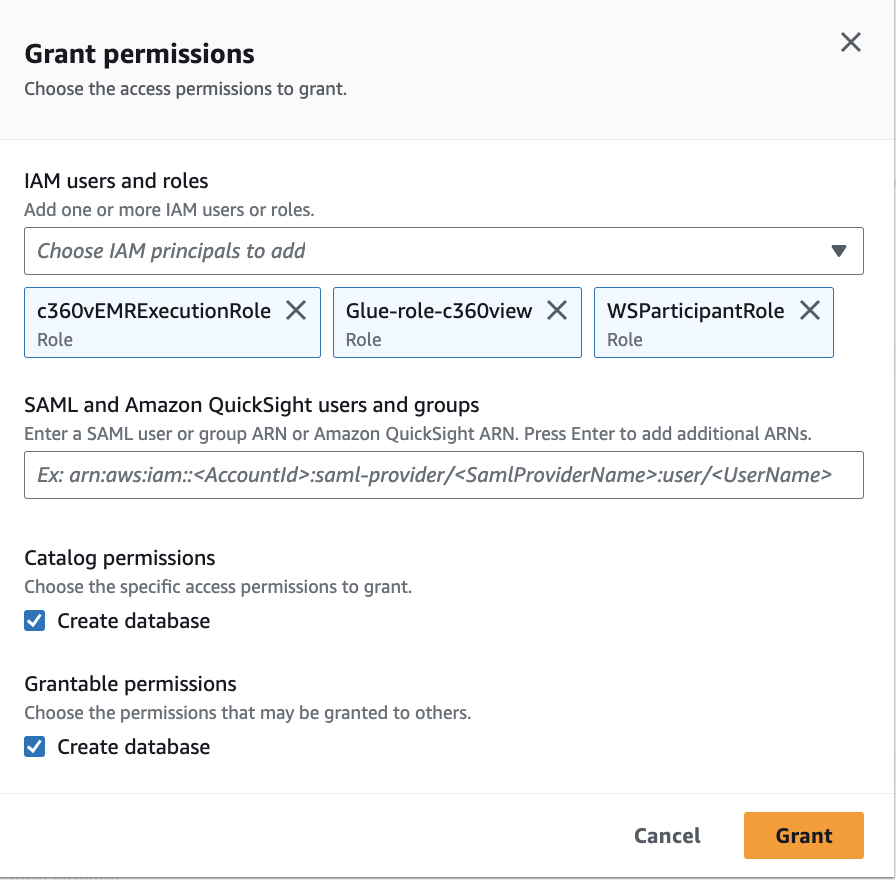 Grant permissions
Choose the access permissions to grant.
IAM users and roles
Add one or more IAM users or roles.
Choose IAM principals to add
c360vEMRExecutionRole
Role
Glue-role-c360view
Role
WSParticipantRole
Role
SAML and Amazon QuickSight users and groups
Enter a SAML user or group ARN or Amazon QuickSight ARN. Press Enter to add additional ARNs.
Ex: arn:aws:iam::<AccountId>:saml-provider/<SamlProviderName>:user/<UserName>
Catalog permissions
Choose the specific access permissions to grant.
Create database
Grantable permissions
Choose the permissions that may be granted to others.
Create database
Cancel
Grant